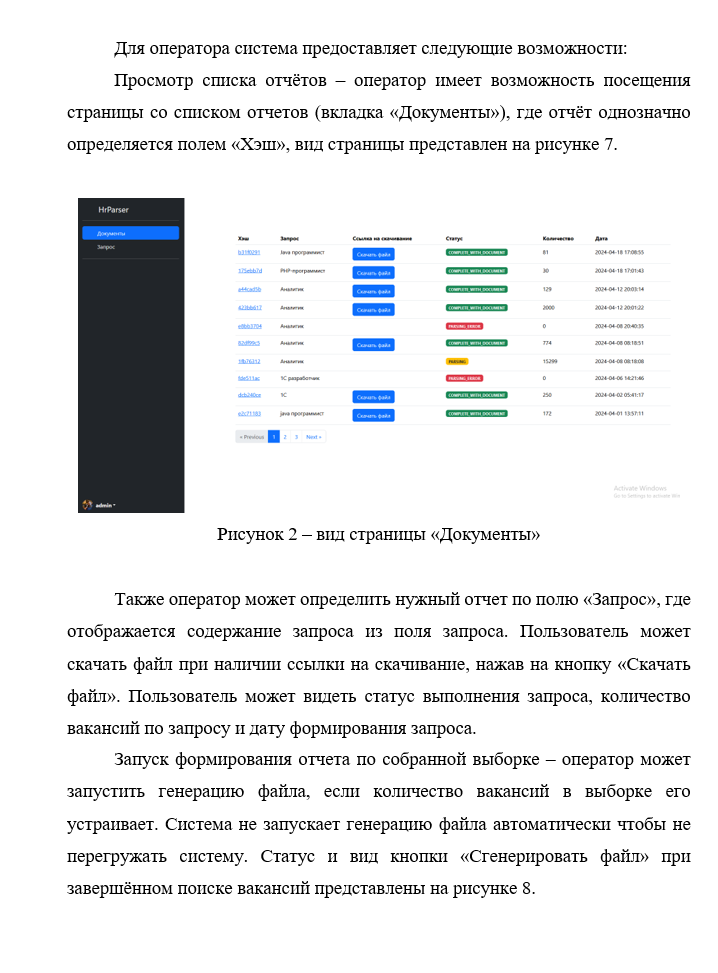 Для оператора система предоставляет следующие возможности:
Просмотр списка отчётов – оператор имеет возможность посещения
страницы со списком отчетов (вкладка «Документы»), где отчёт однозначно
определяется полем «Хэш», вид страницы представлен на рисунке 7.
HrParser
Документы
Запрос
Хэш Запрос Ссылка на скачивание Статус Количество Дата
b31f0291 Java программист Скачать файл COMPLETE_WITH_DOCUMENT 81 2024-04-18 17:08:55
175ebb7d PHP-программист Скачать файл COMPLETE_WITH_DOCUMENT 30 2024-04-18 17:01:43
a44cad5b Аналитик Скачать файл COMPLETE_WITH_DOCUMENT 129 2024-04-12 20:03:14
423bb617 Аналитик Скачать файл COMPLETE_WITH_DOCUMENT 2000 2024-04-12 20:01:22
Аналитик PARSING_ERROR 0 2024-04-08 20:40:35
82df99c5 Аналитик Скачать файл COMPLETE_WITH_DOCUMENT 774 2024-04-08 08:18:51
1fb76212 Аналитик PARSING 15299 2024-04-08 08:18:08
fde511ac 1С разработчик PARSING_ERROR 0 2024-04-06 14:21:46
1С Скачать файл COMPLETE_WITH_DOCUMENT 250 2024-04-02 05:41:17
e2c71183 java программист Скачать файл COMPLETE_WITH_DOCUMENT 172 2024-04-01 13:57:11
« Previous 1 2 3 Next »
Activate Windows
Go to Settings to activate Win
admin
Рисунок 2 – вид страницы «Документы»
Также оператор может определить нужный отчет по полю «Запрос», где
отображается содержание запроса из поля запроса. Пользователь может
скачать файл при наличии ссылки на скачивание, нажав на кнопку «Скачать
файл». Пользователь может видеть статус выполнения запроса, количество
вакансий по запросу и дату формирования запроса.
Запуск формирования отчета по собранной выборке – оператор может
запустить генерацию файла, если количество вакансий в выборке его
устраивает. Система не запускает генерацию файла автоматически чтобы не
перегружать систему. Статус и вид кнопки «Сгенерировать файл» при
завершённом поиске вакансий представлены на рисунке 8.